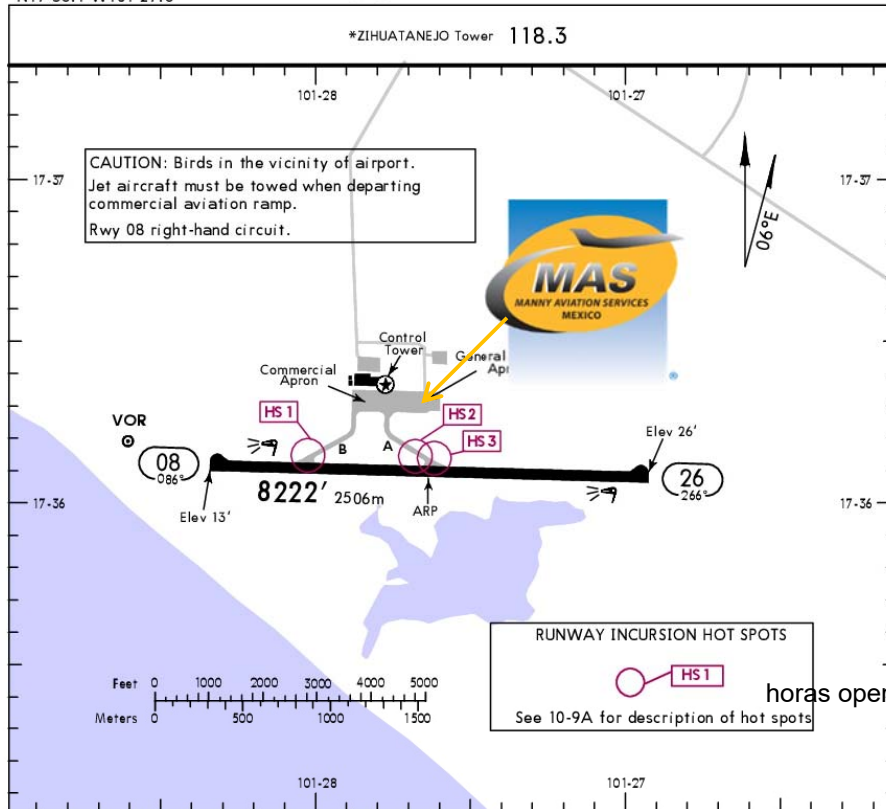 *ZIHUATANEJO Tower 118.3
101-28
101-27
CAUTION: Birds in the vicinity of airport.
Jet aircraft must be towed when departing
commercial aviation ramp.
Rwy 08 right-hand circuit.
17-37
17-37
06°E
MAS
MANNY AVIATION SERVICES
MEXICO
®
Control
Tower
General
Commercial
Apron
HS 1
HS 2
HS 3
B
A
VOR
08
086°
Elev 26'
26
266°
8222' 2506m
ARP
Elev 13'
17-36
17-36
RUNWAY INCURSION HOT SPOTS
HS 1
See 10-9A for description of hot spots
horas oper
Feet 0 1000 2000 3000 4000 5000
Meters 0 500 1000 1500
101-28
101-27